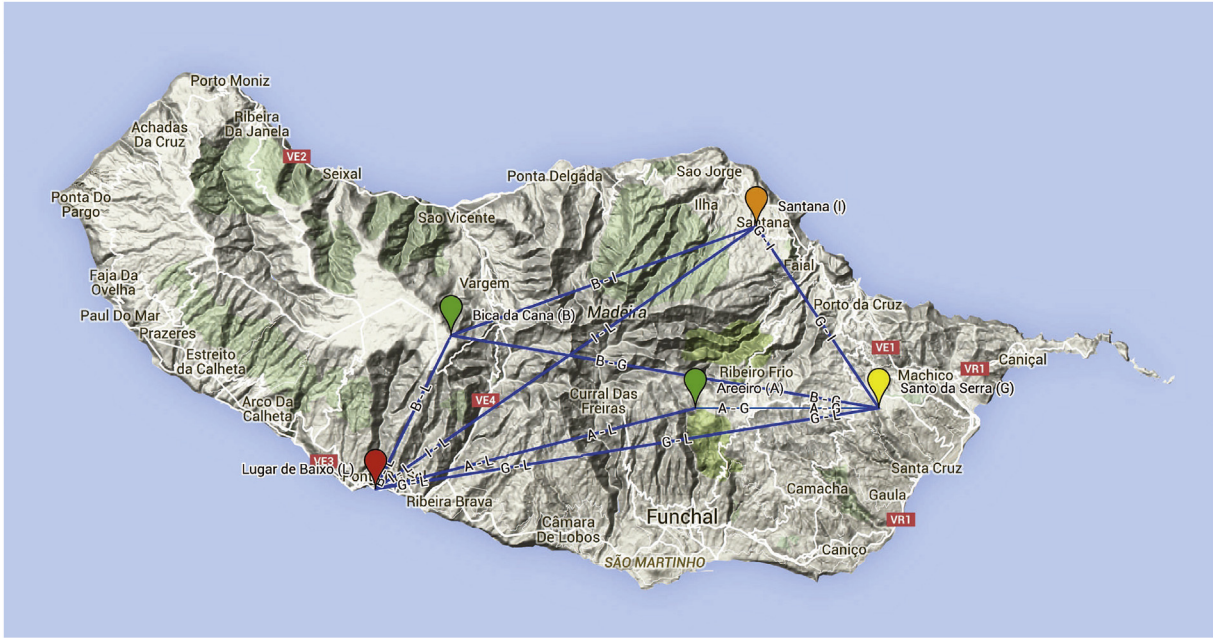 Porto Moniz
Achadas
Da Cruz
Ribeira
Da Janela
VE2
Seixal
Ponta Do
Pargo
Ponta Delgada
Sao Jorge
Ilha
Santana (I)
Santana
Sao Vicente
G - I
Faial
Vargem
B - I
Faja Da
Ovelha
Paul Do Mar
Prazeres
Bica da Cana (B)
Madeira
I - L
Porto da Cruz
G - I
VE1
Estreito
da Calheta
B - G
Ribeiro Frio
Areeiro (A)
Machico
Santo da Serra (G)
VR1
Caniçal
Arco Da
Calheta
B - L
VE4
Curral Das
Freiras
A - G
B - G
A - G
G - L
A - L
I - L
G - L
G - L
Lugar de Baixo (L)
VE3
Pont
I - L
G - L
Ribeira Brava
Santa Cruz
Camacha
Gaula
Funchal
Câmara
De Lobos
VR1
Caniço
SÃO MARTINHO